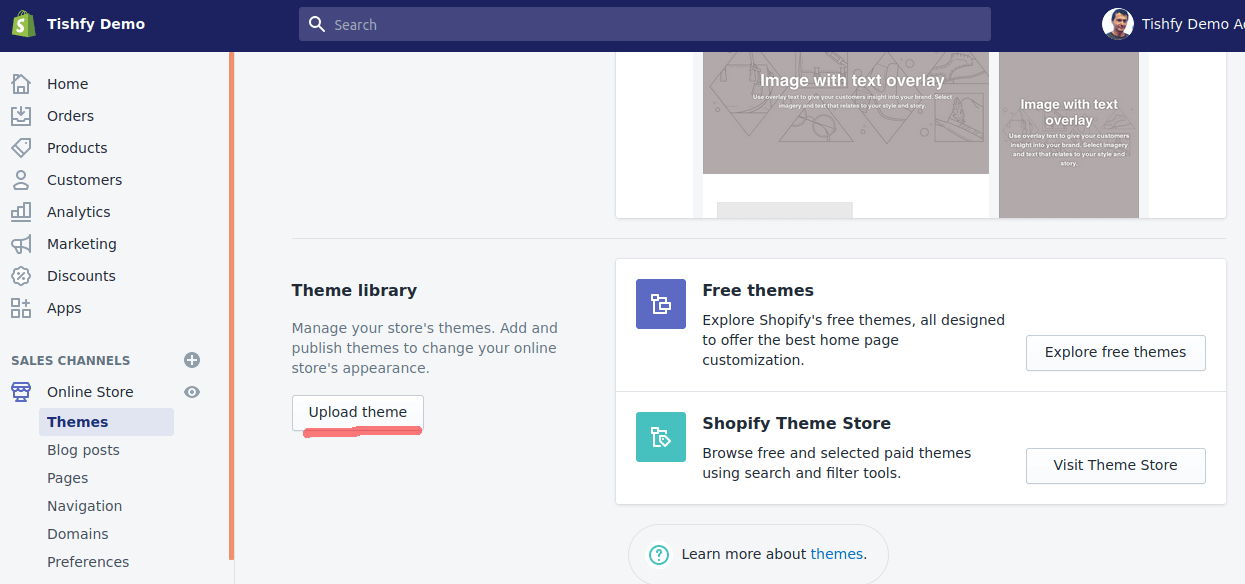 Tishfy Demo
Search
Tishfy Demo A
Home
Orders
Products
Customers
Analytics
Marketing
Discounts
Apps
SALES CHANNELS
Online Store
Themes
Blog posts
Pages
Navigation
Domains
Preferences
Image with text overlay
Use overlay text to give your customers insight into your brand. Select
imagery and text that relates to your style and story.
Image with text
overlay
Use overlay text to give your customers
insight into your brand. Select imagery
and text that relates to your style and
story.
Theme library
Manage your store's themes. Add and
publish themes to change your online
store's appearance.
Upload theme
Free themes
Explore Shopify's free themes, all designed
to offer the best home page
customization.
Explore free themes
Shopify Theme Store
Browse free and selected paid themes
using search and filter tools.
Visit Theme Store
Learn more about themes.